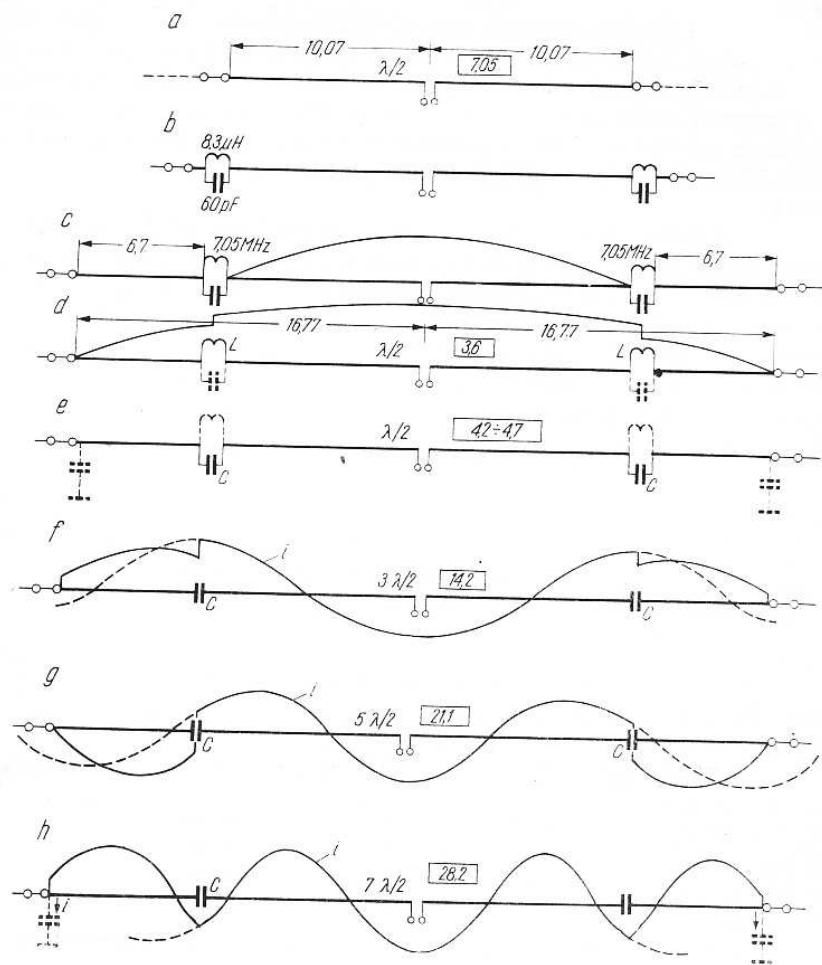 a
10,07 10,07
λ/2 7,05
b
8,3μH
60pF
c
6,7 7,05MHz 7,05MHz 6,7
d
16,77 16,77
L λ/2 3,6 L
e
λ/2 4,2÷4,7
C C
f
i
3 λ/2 14,2
C C
g
i
5 λ/2 21,1
C C
h
i
C 7 λ/2 28,2
i